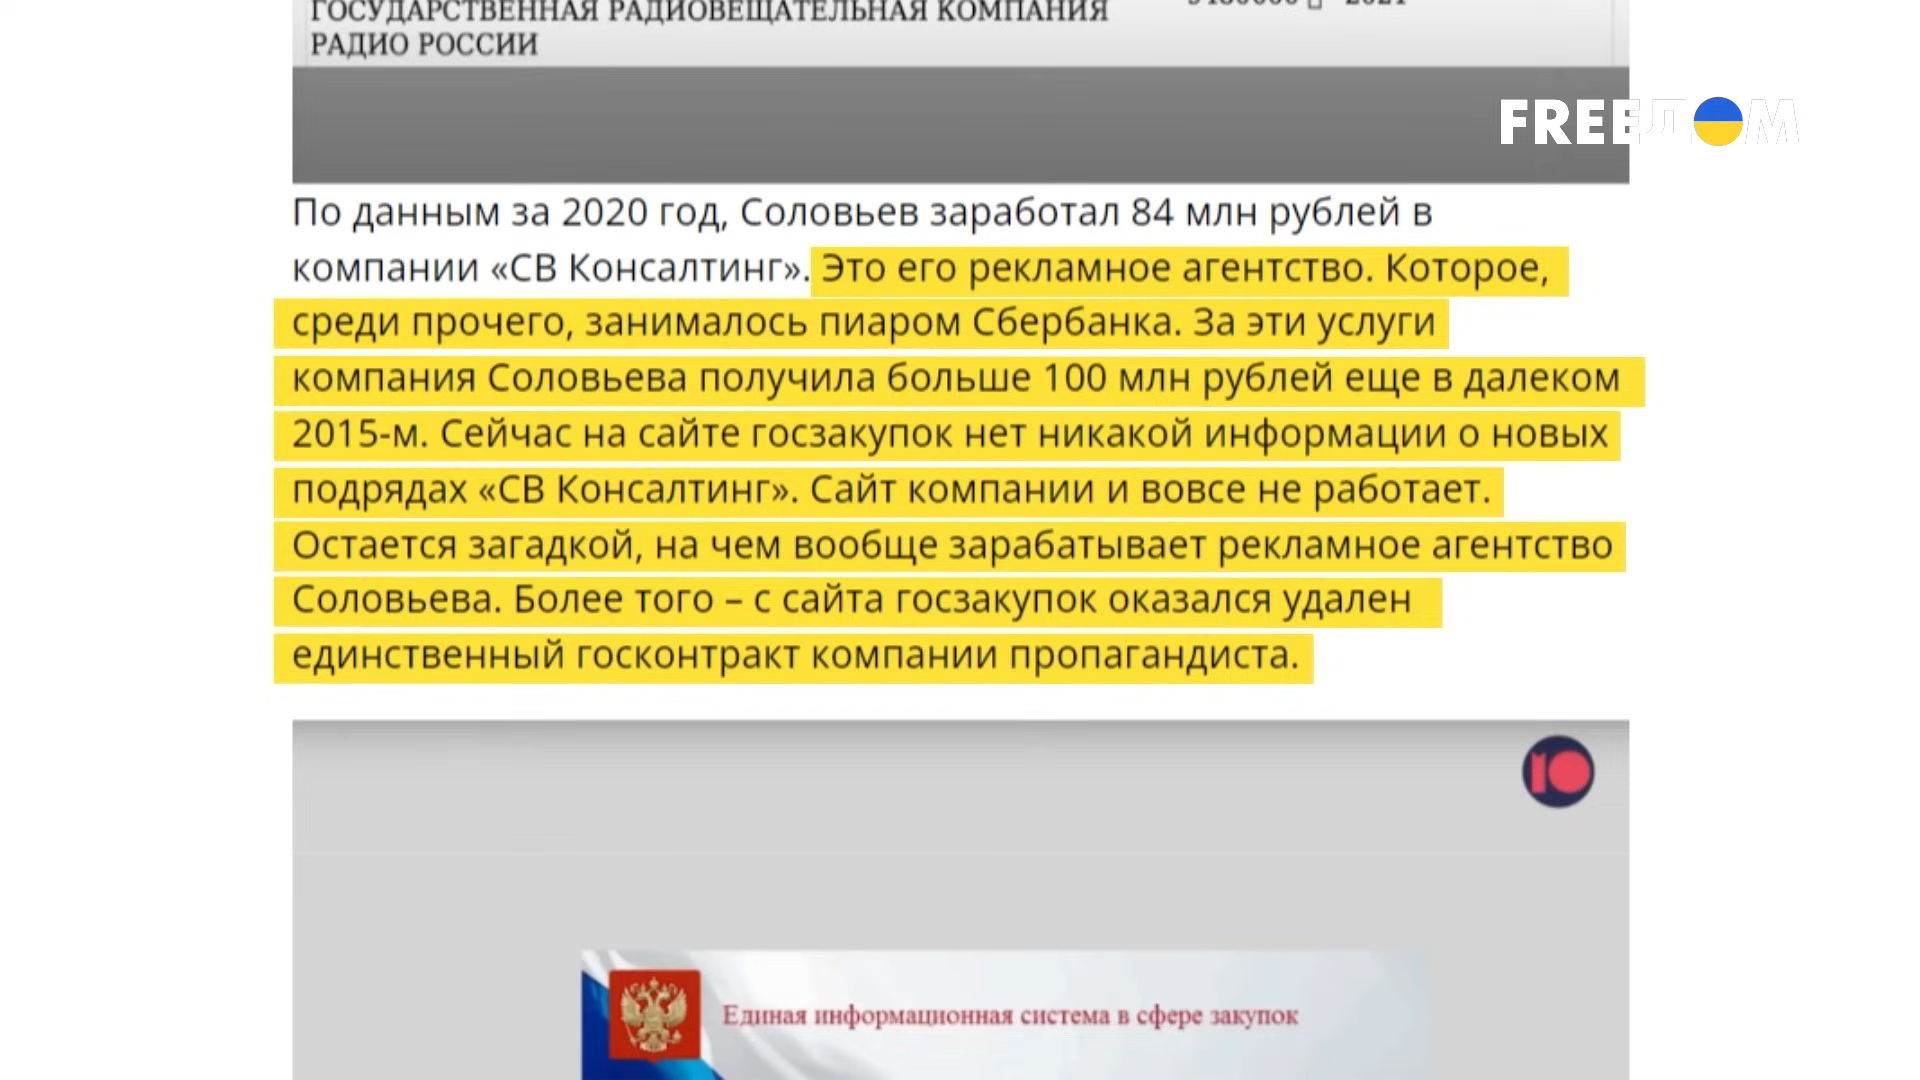 ГОСУДАРСТВЕННАЯ РАДИОВЕЩАТЕЛЬНАЯ КОМПАНИЯ
РАДИО РОССИИ
FREEДОМ
По данным за 2020 год, Соловьев заработал 84 млн рублей в
компании «СВ Консалтинг». Это его рекламное агентство. Которое,
среди прочего, занималось пиаром Сбербанка. За эти услуги
компания Соловьева получила больше 100 млн рублей еще в далеком
2015-м. Сейчас на сайте госзакупок нет никакой информации о новых
подрядах «СВ Консалтинг». Сайт компании и вовсе не работает.
Остается загадкой, на чем вообще зарабатывает рекламное агентство
Соловьева. Более того – с сайта госзакупок оказался удален
единственный госконтракт компании пропагандиста.
Единая информационная система в сфере закупок